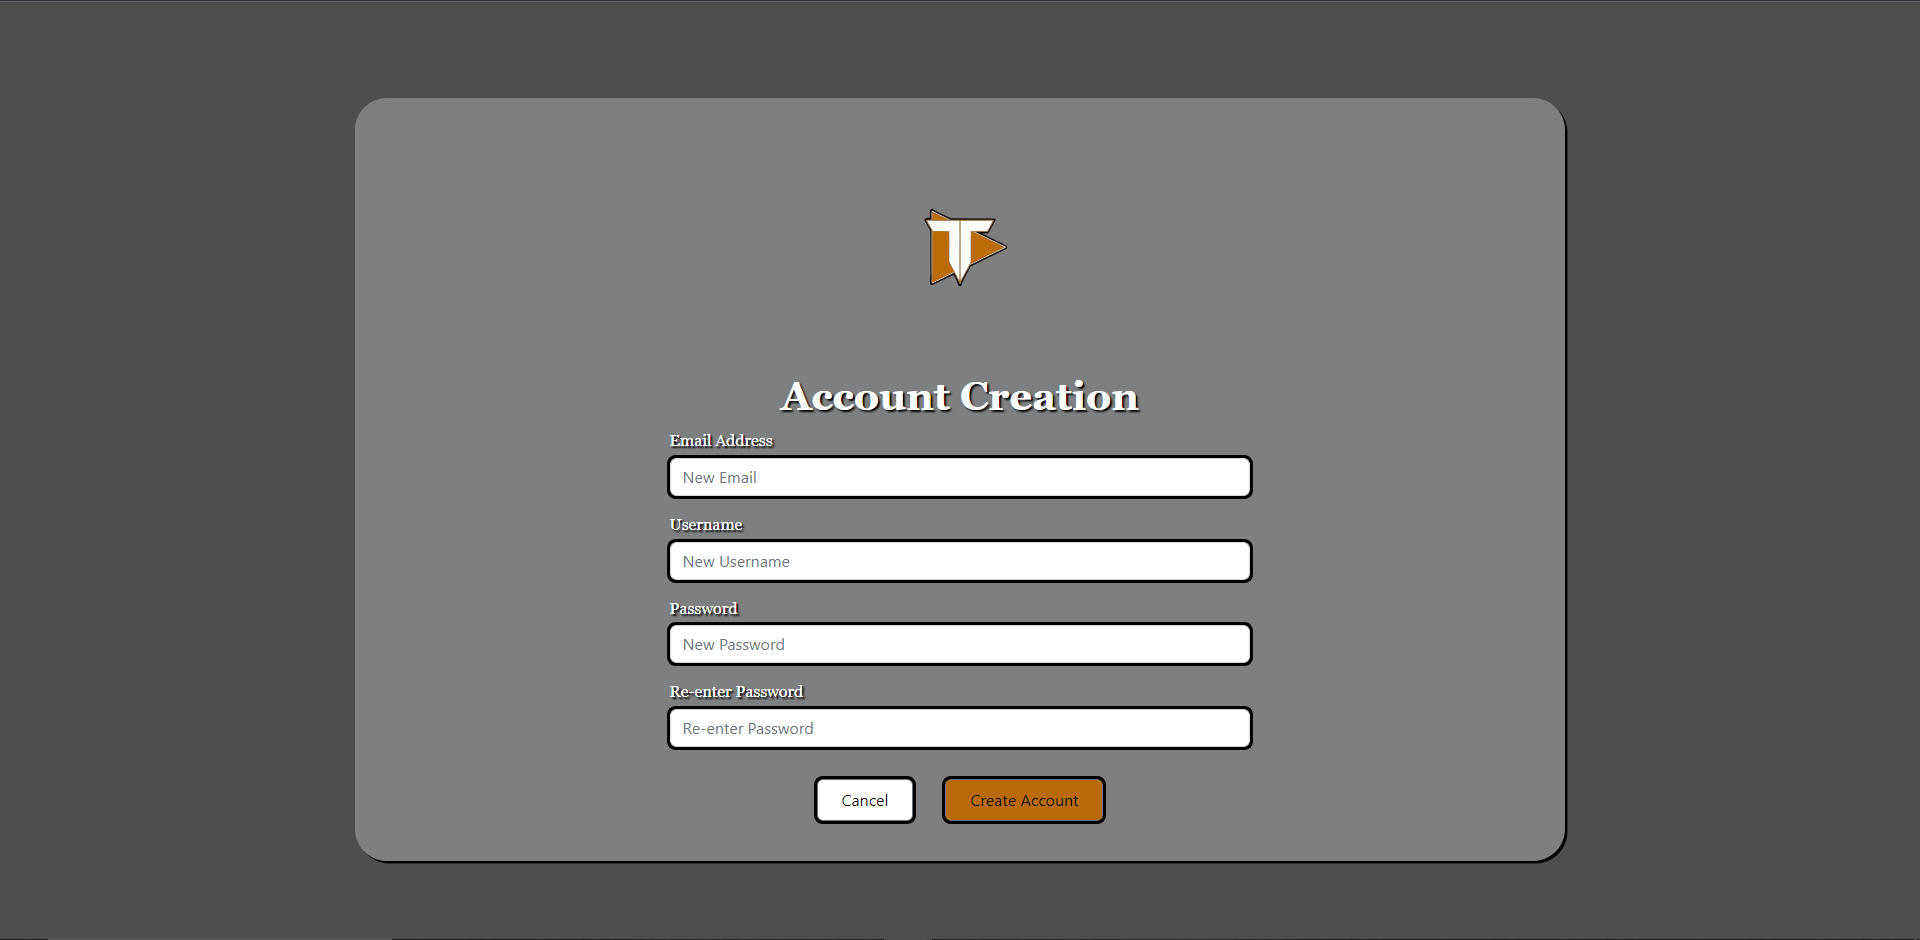 Account Creation
Email Address
New Email
Username
New Username
Password
New Password
Re-enter Password
Re-enter Password
Cancel
Create Account